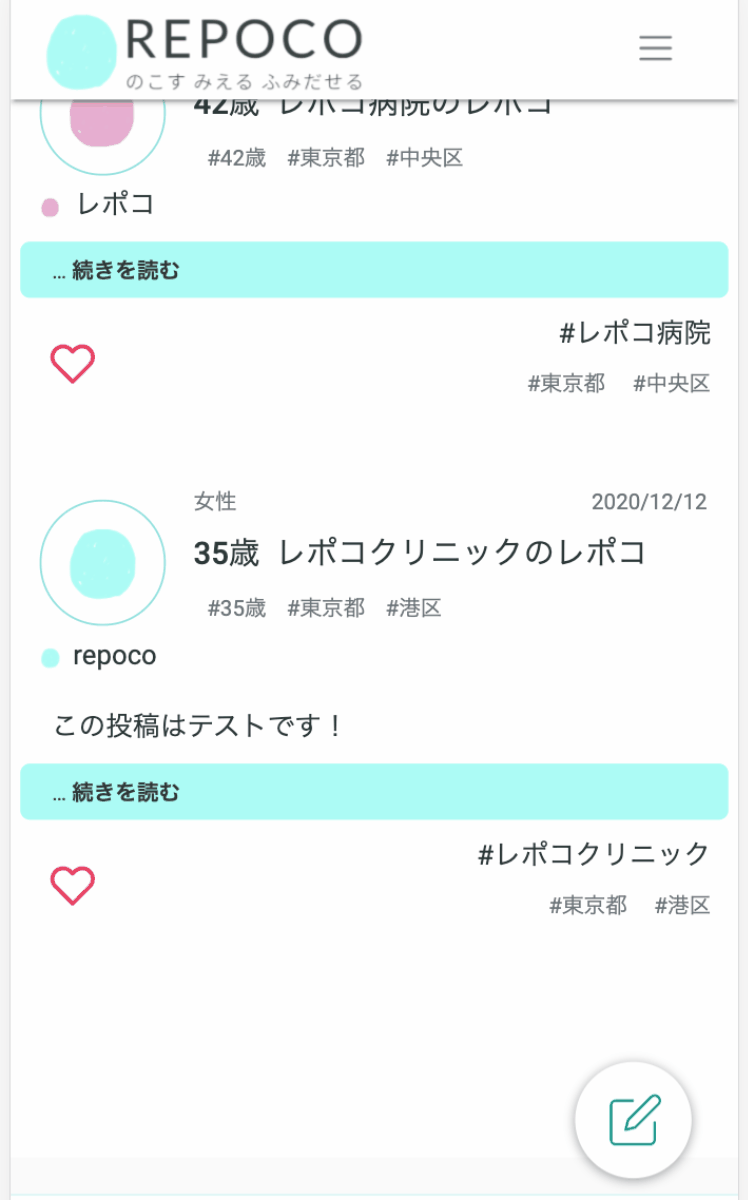 REPOCO
のこす みえる ふみだせる
42歳 レポコ病院のレポコ
#42歳 #東京都 #中央区
レポコ
... 続きを読む
#レポコ病院
#東京都 #中央区
女性 2020/12/12
35歳 レポコクリニックのレポコ
#35歳 #東京都 #港区
repoco
この投稿はテストです！
... 続きを読む
#レポコクリニック
#東京都 #港区